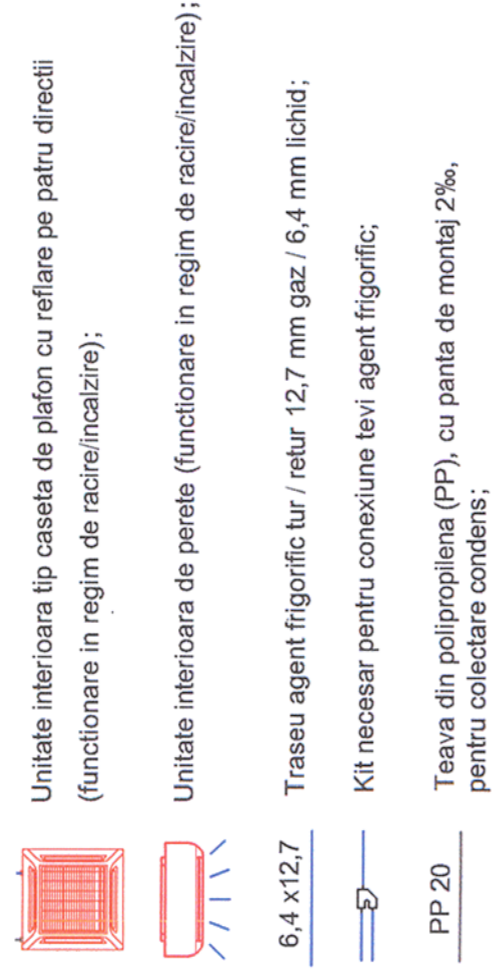 Unitate interioara tip caseta de plafon cu reflare pe patru directii
(functionare in regim de racire/incalzire);
Unitate interioara de perete (functionare in regim de racire/incalzire);
6,4 x12,7
Traseu agent frigorific tur / retur 12,7 mm gaz / 6,4 mm lichid;
Kit necesar pentru conexiune tevi agent frigorific;
PP 20
Teava din polipropilena (PP), cu panta de montaj 2‰,
pentru colectare condens;